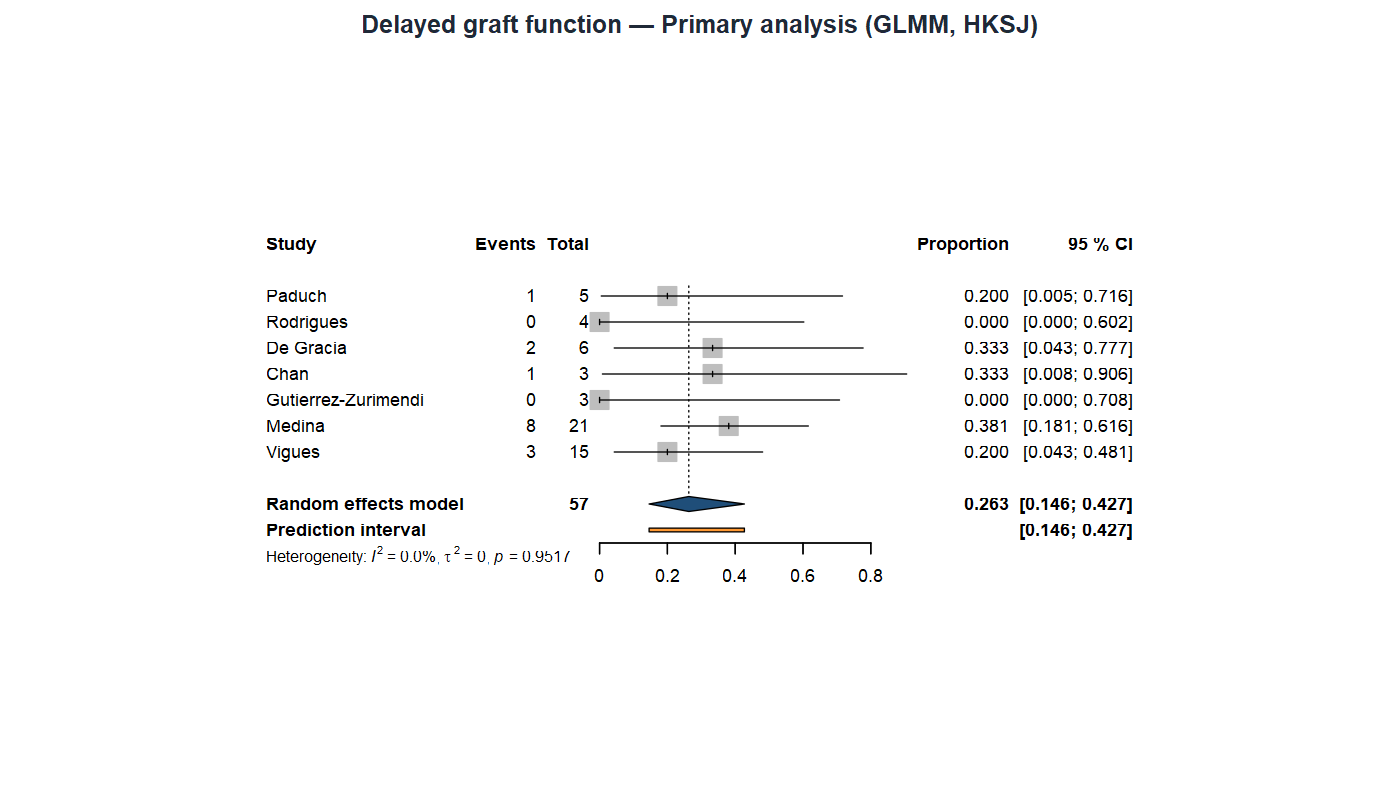 Delayed graft function — Primary analysis (GLMM, HKSJ)
Study Events Total Proportion 95 % CI
Paduch 1 5 0.200 [0.005; 0.716]
Rodrigues 0 4 0.000 [0.000; 0.602]
De Gracia 2 6 0.333 [0.043; 0.777]
Chan 1 3 0.333 [0.008; 0.906]
Gutierrez-Zurimendi 0 3 0.000 [0.000; 0.708]
Medina 8 21 0.381 [0.181; 0.616]
Vigues 3 15 0.200 [0.043; 0.481]
Random effects model 57 0.263 [0.146; 0.427]
Prediction interval [0.146; 0.427]
Heterogeneity: I² = 0.0%, τ² = 0, p = 0.9517
0 0.2 0.4 0.6 0.8